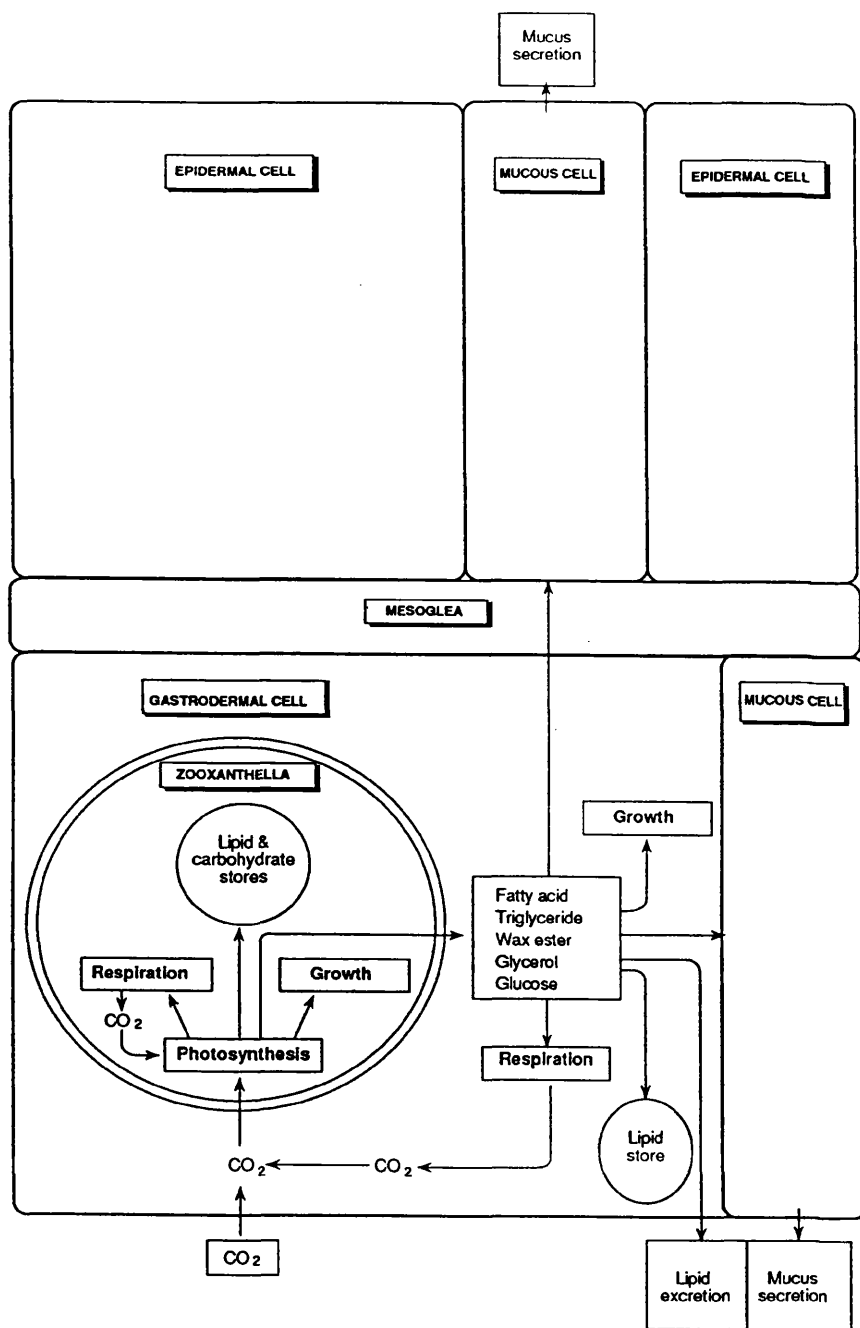 Mucus
secretion
EPIDERMAL CELL
MUCOUS CELL
EPIDERMAL CELL
MESOGLEA
GASTRODERMAL CELL
MUCOUS CELL
ZOOXANTHELLA
Lipid &
carbohydrate
stores
Growth
Fatty acid
Triglyceride
Wax ester
Glycerol
Glucose
Respiration
Growth
CO2
Photosynthesis
Respiration
Lipid
store
CO2
CO2
CO2
Lipid
excretion
Mucus
secretion